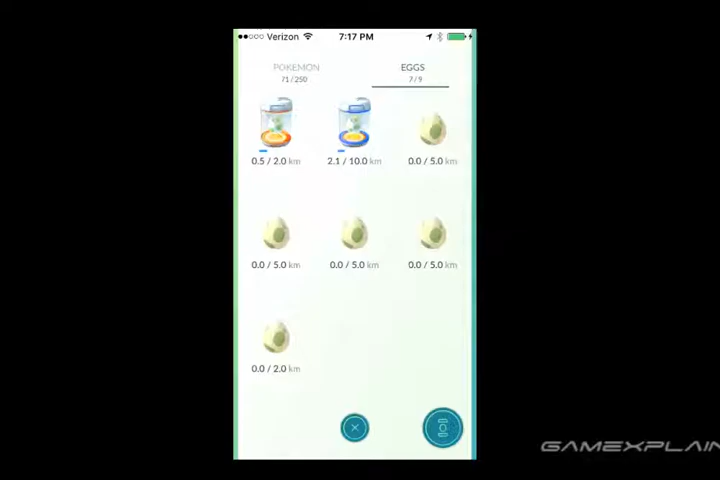 Verizon 7:17 PM
POKEMON EGGS
71/250 7/9
0.5 / 2.0 km 2.1 / 10.0 km 0.0 / 5.0 km
0.0 / 5.0 km 0.0 / 5.0 km 0.0 / 5.0 km
0.0 / 2.0 km
GAMEXPLAIN